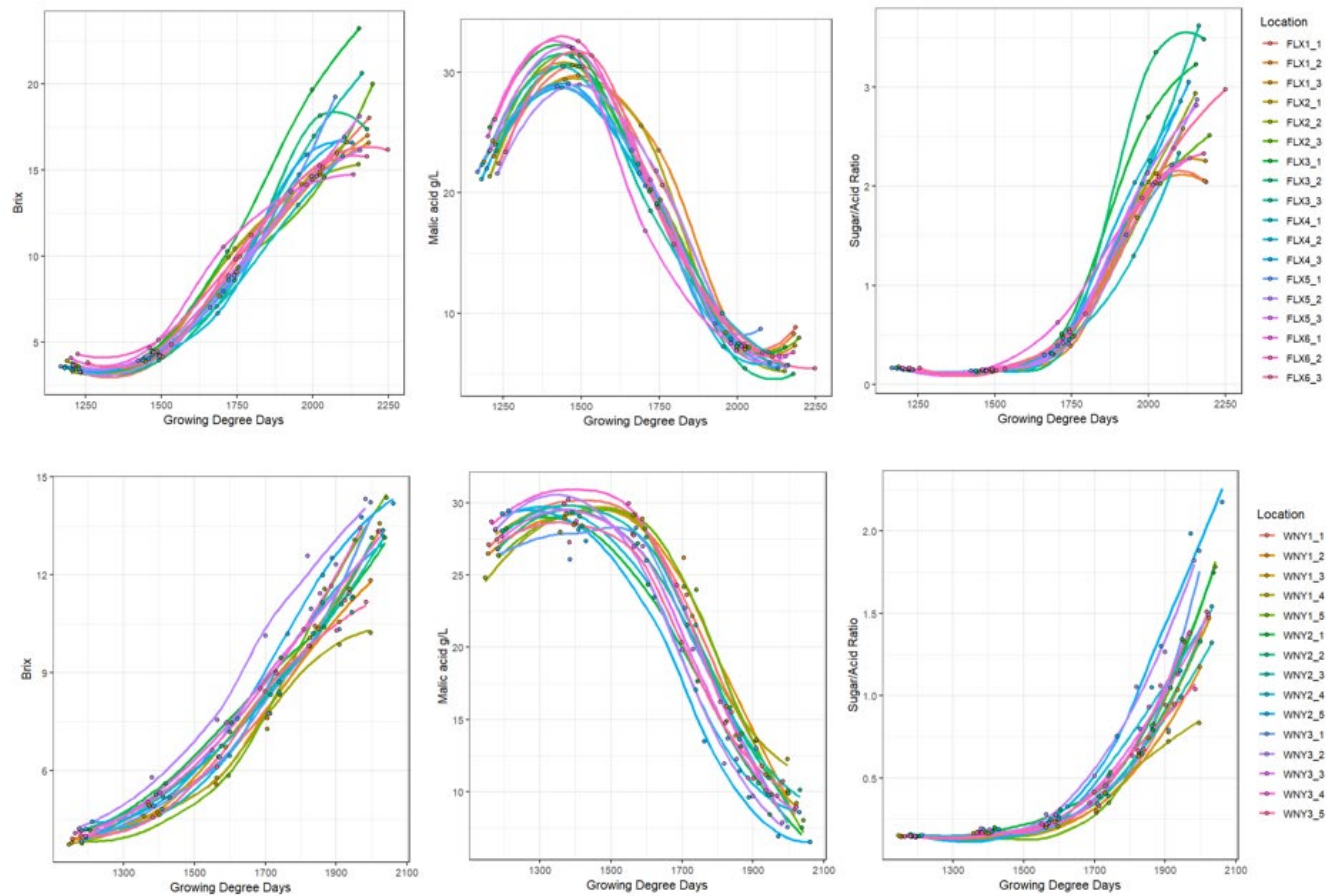 Brix
20
15
10
5
1250
1500
1750
2000
2250
Growing Degree Days
Malic acid g/L
30
20
10
1250
1500
1750
2000
2250
Growing Degree Days
Sugar/Acid Ratio
3
2
1
0
1250
1500
1750
2000
2250
Growing Degree Days
Location
FLX1_1
FLX1_2
FLX1_3
FLX2_1
FLX2_2
FLX2_3
FLX3_1
FLX3_2
FLX3_3
FLX4_1
FLX4_2
FLX4_3
FLX5_1
FLX5_2
FLX5_3
FLX6_1
FLX6_2
FLX6_3
Brix
15
12
9
6
1300
1500
1700
1900
2100
Growing Degree Days
Malic acid g/L
30
25
20
15
10
1300
1500
1700
1900
2100
Growing Degree Days
Sugar/Acid Ratio
2.0
1.5
1.0
0.5
1300
1500
1700
1900
2100
Growing Degree Days
Location
WNY1_1
WNY1_2
WNY1_3
WNY1_4
WNY1_5
WNY2_1
WNY2_2
WNY2_3
WNY2_4
WNY2_5
WNY3_1
WNY3_2
WNY3_3
WNY3_4
WNY3_5